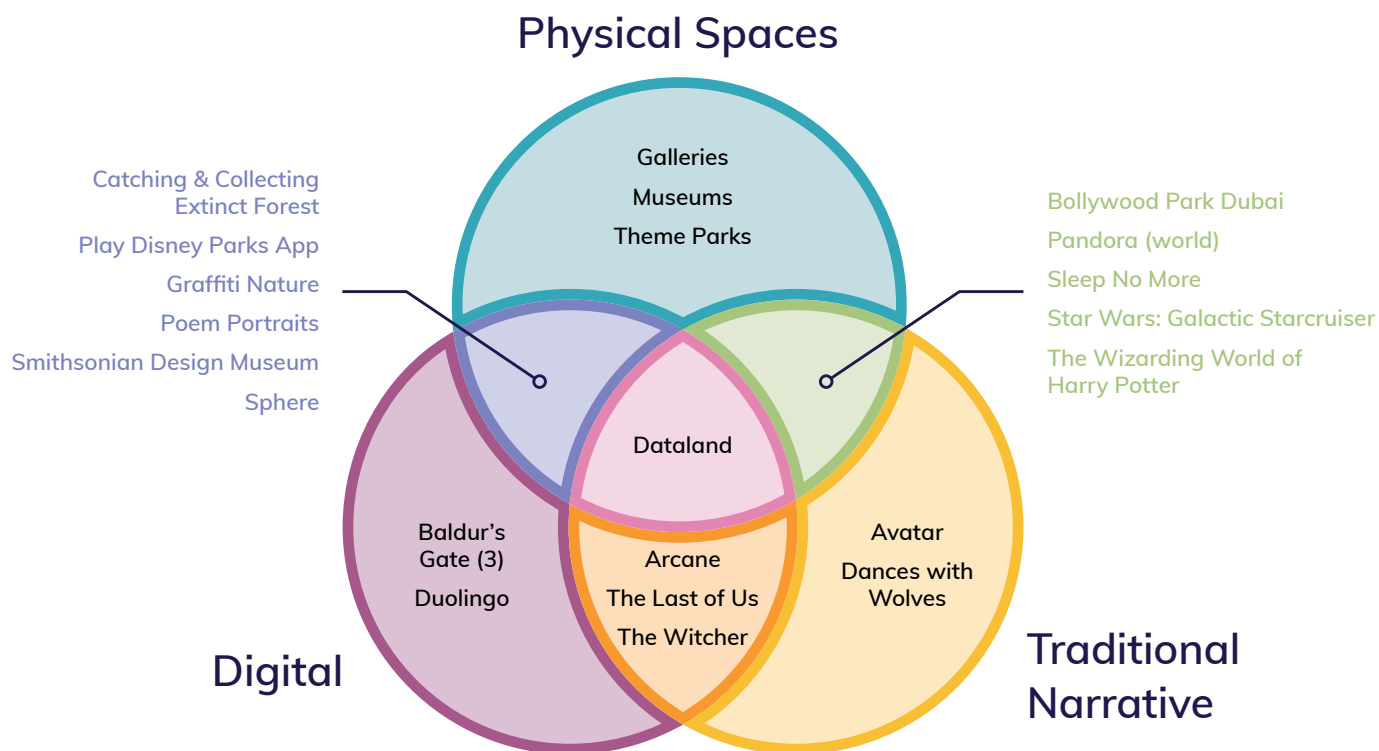 Physical Spaces
Galleries
Museums
Theme Parks
Catching & Collecting
Extinct Forest
Play Disney Parks App
Graffiti Nature
Poem Portraits
Smithsonian Design Museum
Sphere
Bollywood Park Dubai
Pandora (world)
Sleep No More
Star Wars: Galactic Starcruiser
The Wizarding World of
Harry Potter
Dataland
Baldur’s
Gate (3)
Duolingo
Arcane
The Last of Us
The Witcher
Avatar
Dances with
Wolves
Digital
Traditional
Narrative